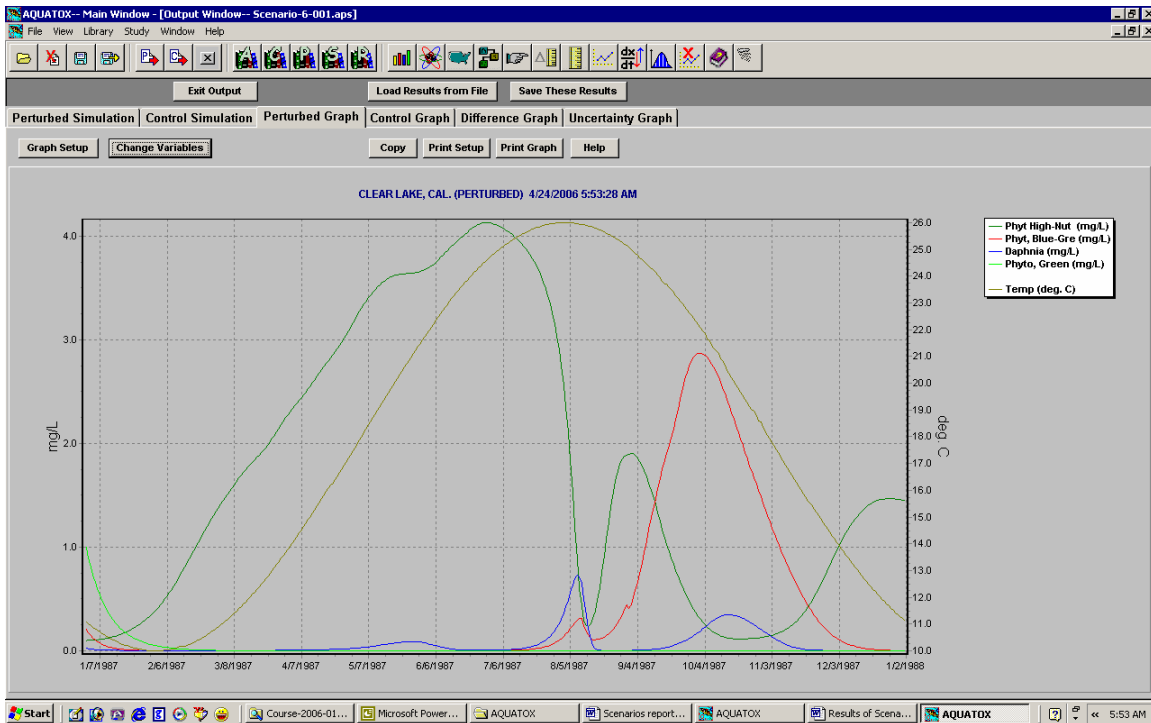 AQUATOX-- Main Window - [Output Window-- Scenario-6-001.aps]
File View Library Study Window Help
Exit Output Load Results from File Save These Results
Perturbed Simulation Control Simulation Perturbed Graph Control Graph Difference Graph Uncertainty Graph
Graph Setup Change Variables Copy Print Setup Print Graph Help
CLEAR LAKE, CAL. (PERTURBED) 4/24/2006 5:53:28 AM
Phyt High-Nut (mg/L)
Phyt, Blue-Gre (mg/L)
Daphnia (mg/L)
Phyto, Green (mg/L)
Temp (deg. C)
4.0
3.0
2.0
1.0
0.0
mg/L
26.0
25.0
24.0
23.0
22.0
21.0
20.0
19.0
18.0
17.0
16.0
15.0
14.0
13.0
12.0
11.0
10.0
deg. C
1/7/1987 2/6/1987 3/8/1987 4/7/1987 5/7/1987 6/6/1987 7/6/1987 8/5/1987 9/4/1987 10/4/1987 11/3/1987 12/3/1987 1/2/1988
Start Course-2006-01... Microsoft Power... AQUATOX Scenarios report... AQUATOX Results of Scena... AQUATOX 5:53 AM